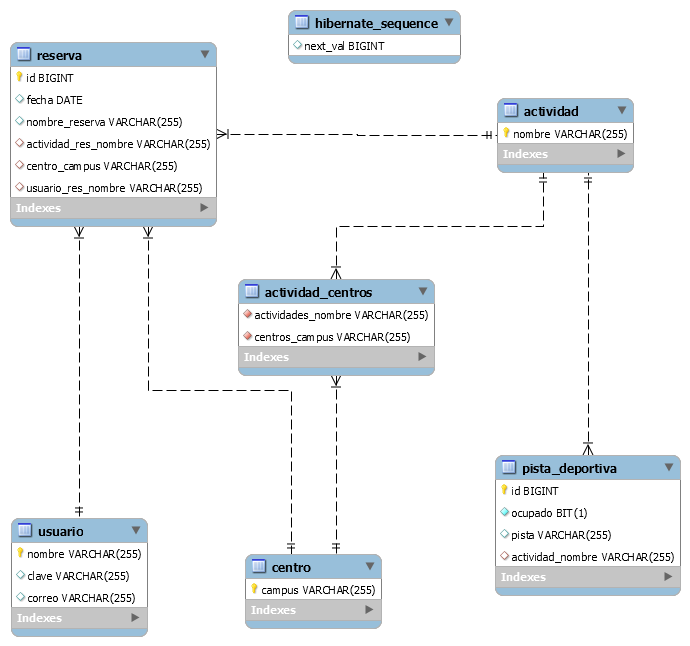 hibernate_sequence
next_val BIGINT
reserva
id BIGINT
fecha DATE
nombre_reserva VARCHAR(255)
actividad_res_nombre VARCHAR(255)
centro_campus VARCHAR(255)
usuario_res_nombre VARCHAR(255)
Indexes
actividad
nombre VARCHAR(255)
Indexes
actividad_centros
actividades_nombre VARCHAR(255)
centros_campus VARCHAR(255)
Indexes
pista_deportiva
id BIGINT
ocupado BIT(1)
pista VARCHAR(255)
actividad_nombre VARCHAR(255)
Indexes
usuario
nombre VARCHAR(255)
clave VARCHAR(255)
correo VARCHAR(255)
Indexes
centro
campus VARCHAR(255)
Indexes